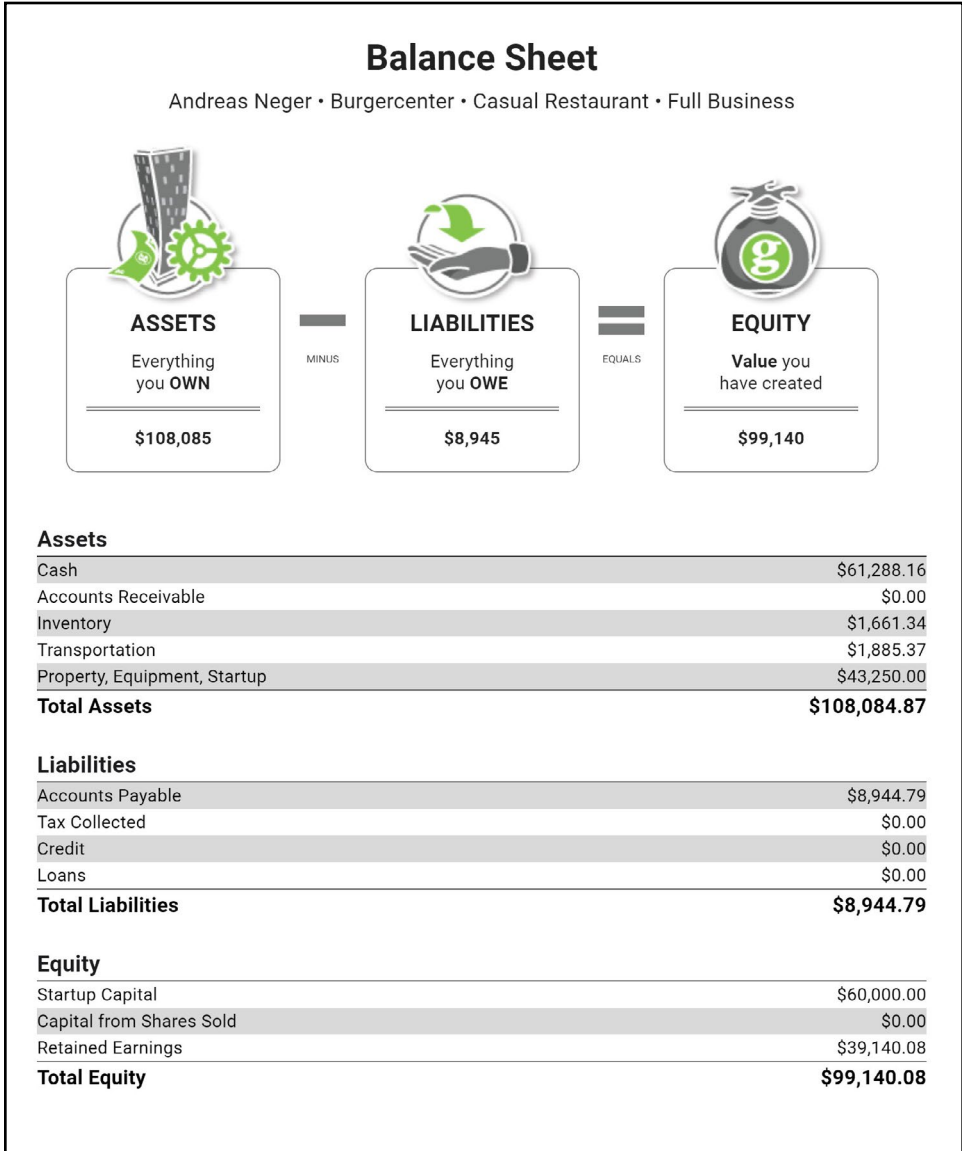 Balance Sheet
Andreas Neger • Burgercenter • Casual Restaurant • Full Business
ASSETS
Everything
you OWN
$108,085
MINUS
LIABILITIES
Everything
you OWE
$8,945
EQUALS
g
EQUITY
Value you
have created
$99,140
Assets
Cash $61,288.16
Accounts Receivable $0.00
Inventory $1,661.34
Transportation $1,885.37
Property, Equipment, Startup $43,250.00
Total Assets $108,084.87
Liabilities
Accounts Payable $8,944.79
Tax Collected $0.00
Credit $0.00
Loans $0.00
Total Liabilities $8,944.79
Equity
Startup Capital $60,000.00
Capital from Shares Sold $0.00
Retained Earnings $39,140.08
Total Equity $99,140.08